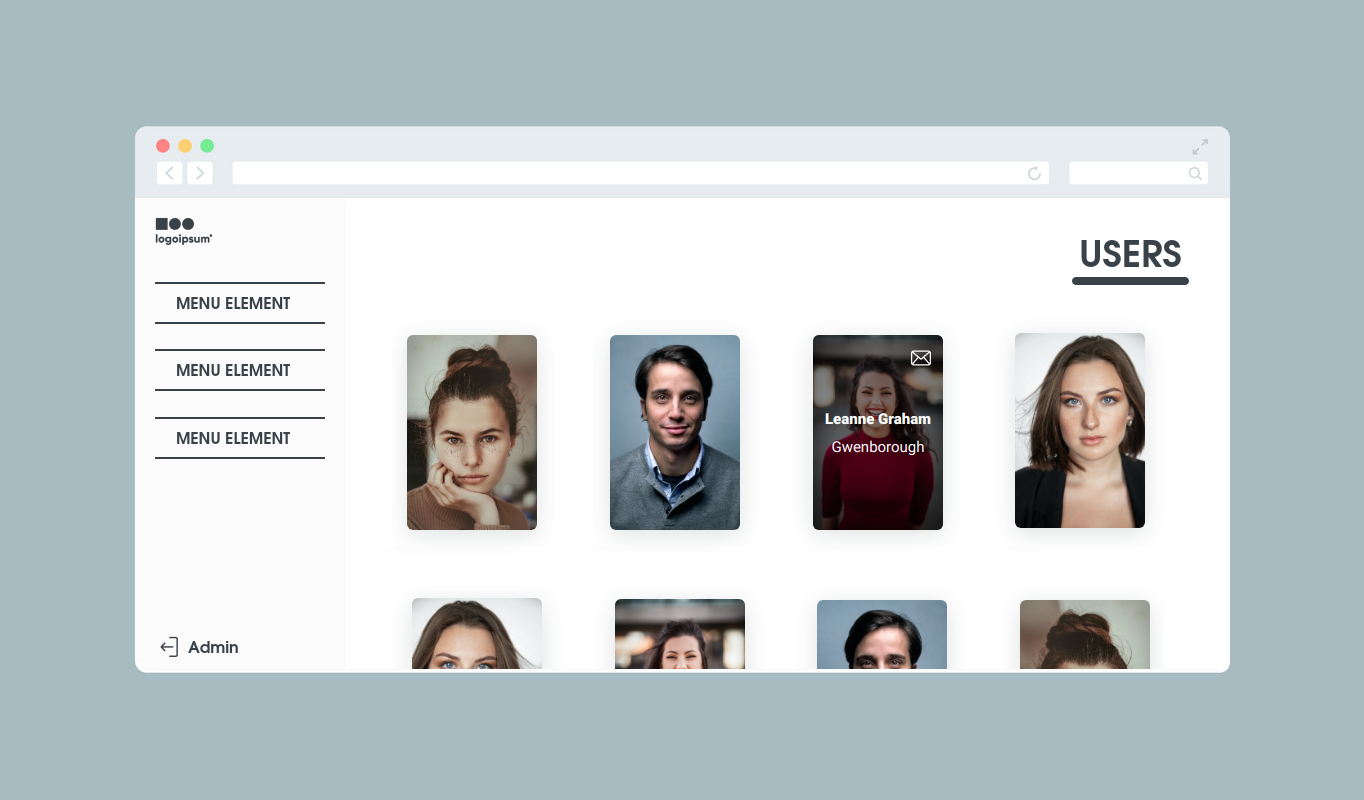 logoipsum®
USERS
MENU ELEMENT
MENU ELEMENT
MENU ELEMENT
Leanne Graham
Gwenborough
Admin